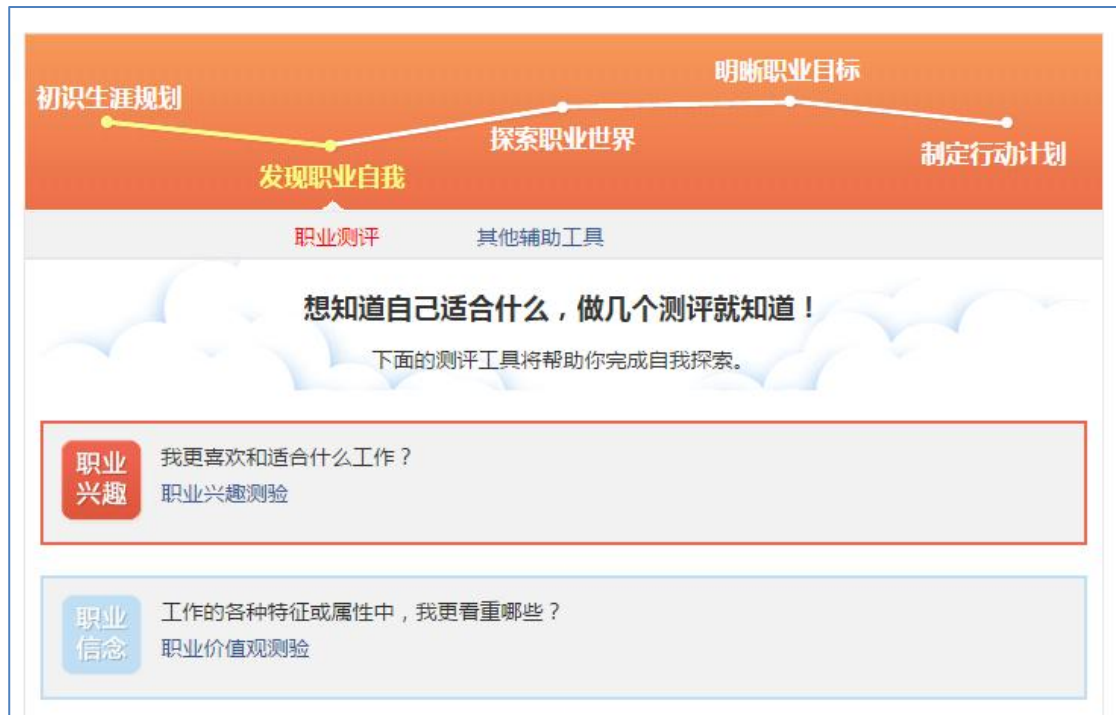 初识生涯规划
发现职业自我
探索职业世界
明晰职业目标
制定行动计划
职业测评
其他辅助工具
想知道自己适合什么，做几个测评就知道！
下面的测评工具将帮助你完成自我探索。
职业
兴趣
我更喜欢和适合什么工作？
职业兴趣测验
职业
信念
工作的各种特征或属性中，我更看重哪些？
职业价值观测验